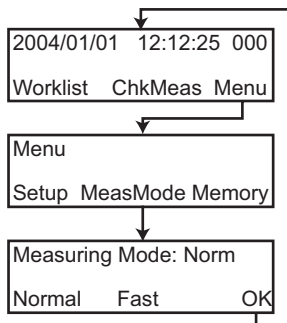 2004/01/01 12:12:25 000
Worklist ChkMeas Menu
Menu
Setup MeasMode Memory
Measuring Mode: Norm
Normal Fast OK